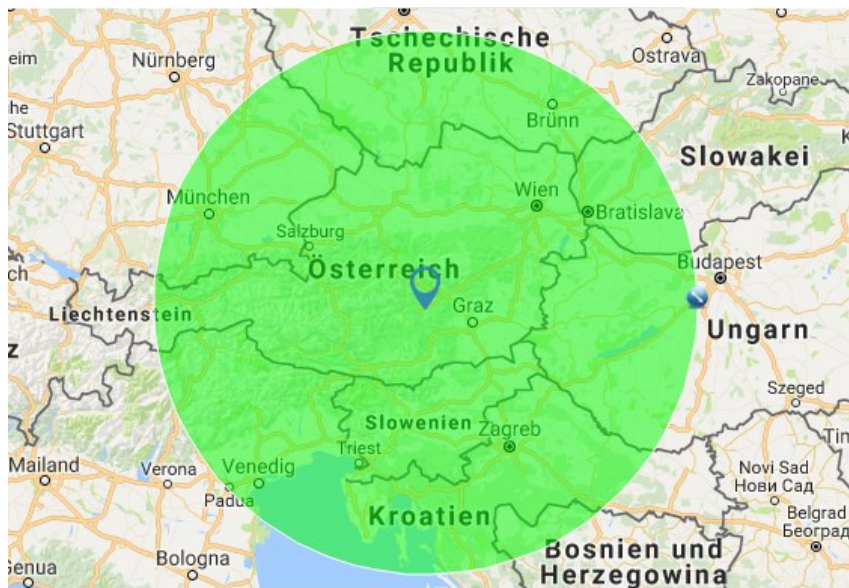 Tschechische
Republik
Ostrava
Nürnberg
Zakopane
Brünn
Stuttgart
Slowakei
München
Wien
Bratislava
Salzburg
Österreich
Budapest
Liechtenstein
Graz
Ungarn
Szeged
Slowenien
Zagreb
Triest
Mailand
Verona
Venedig
Padua
Novi Sad
Нови Сад
Kroatien
Belgrad
Београд
Bologna
Bosnien und
Herzegowina